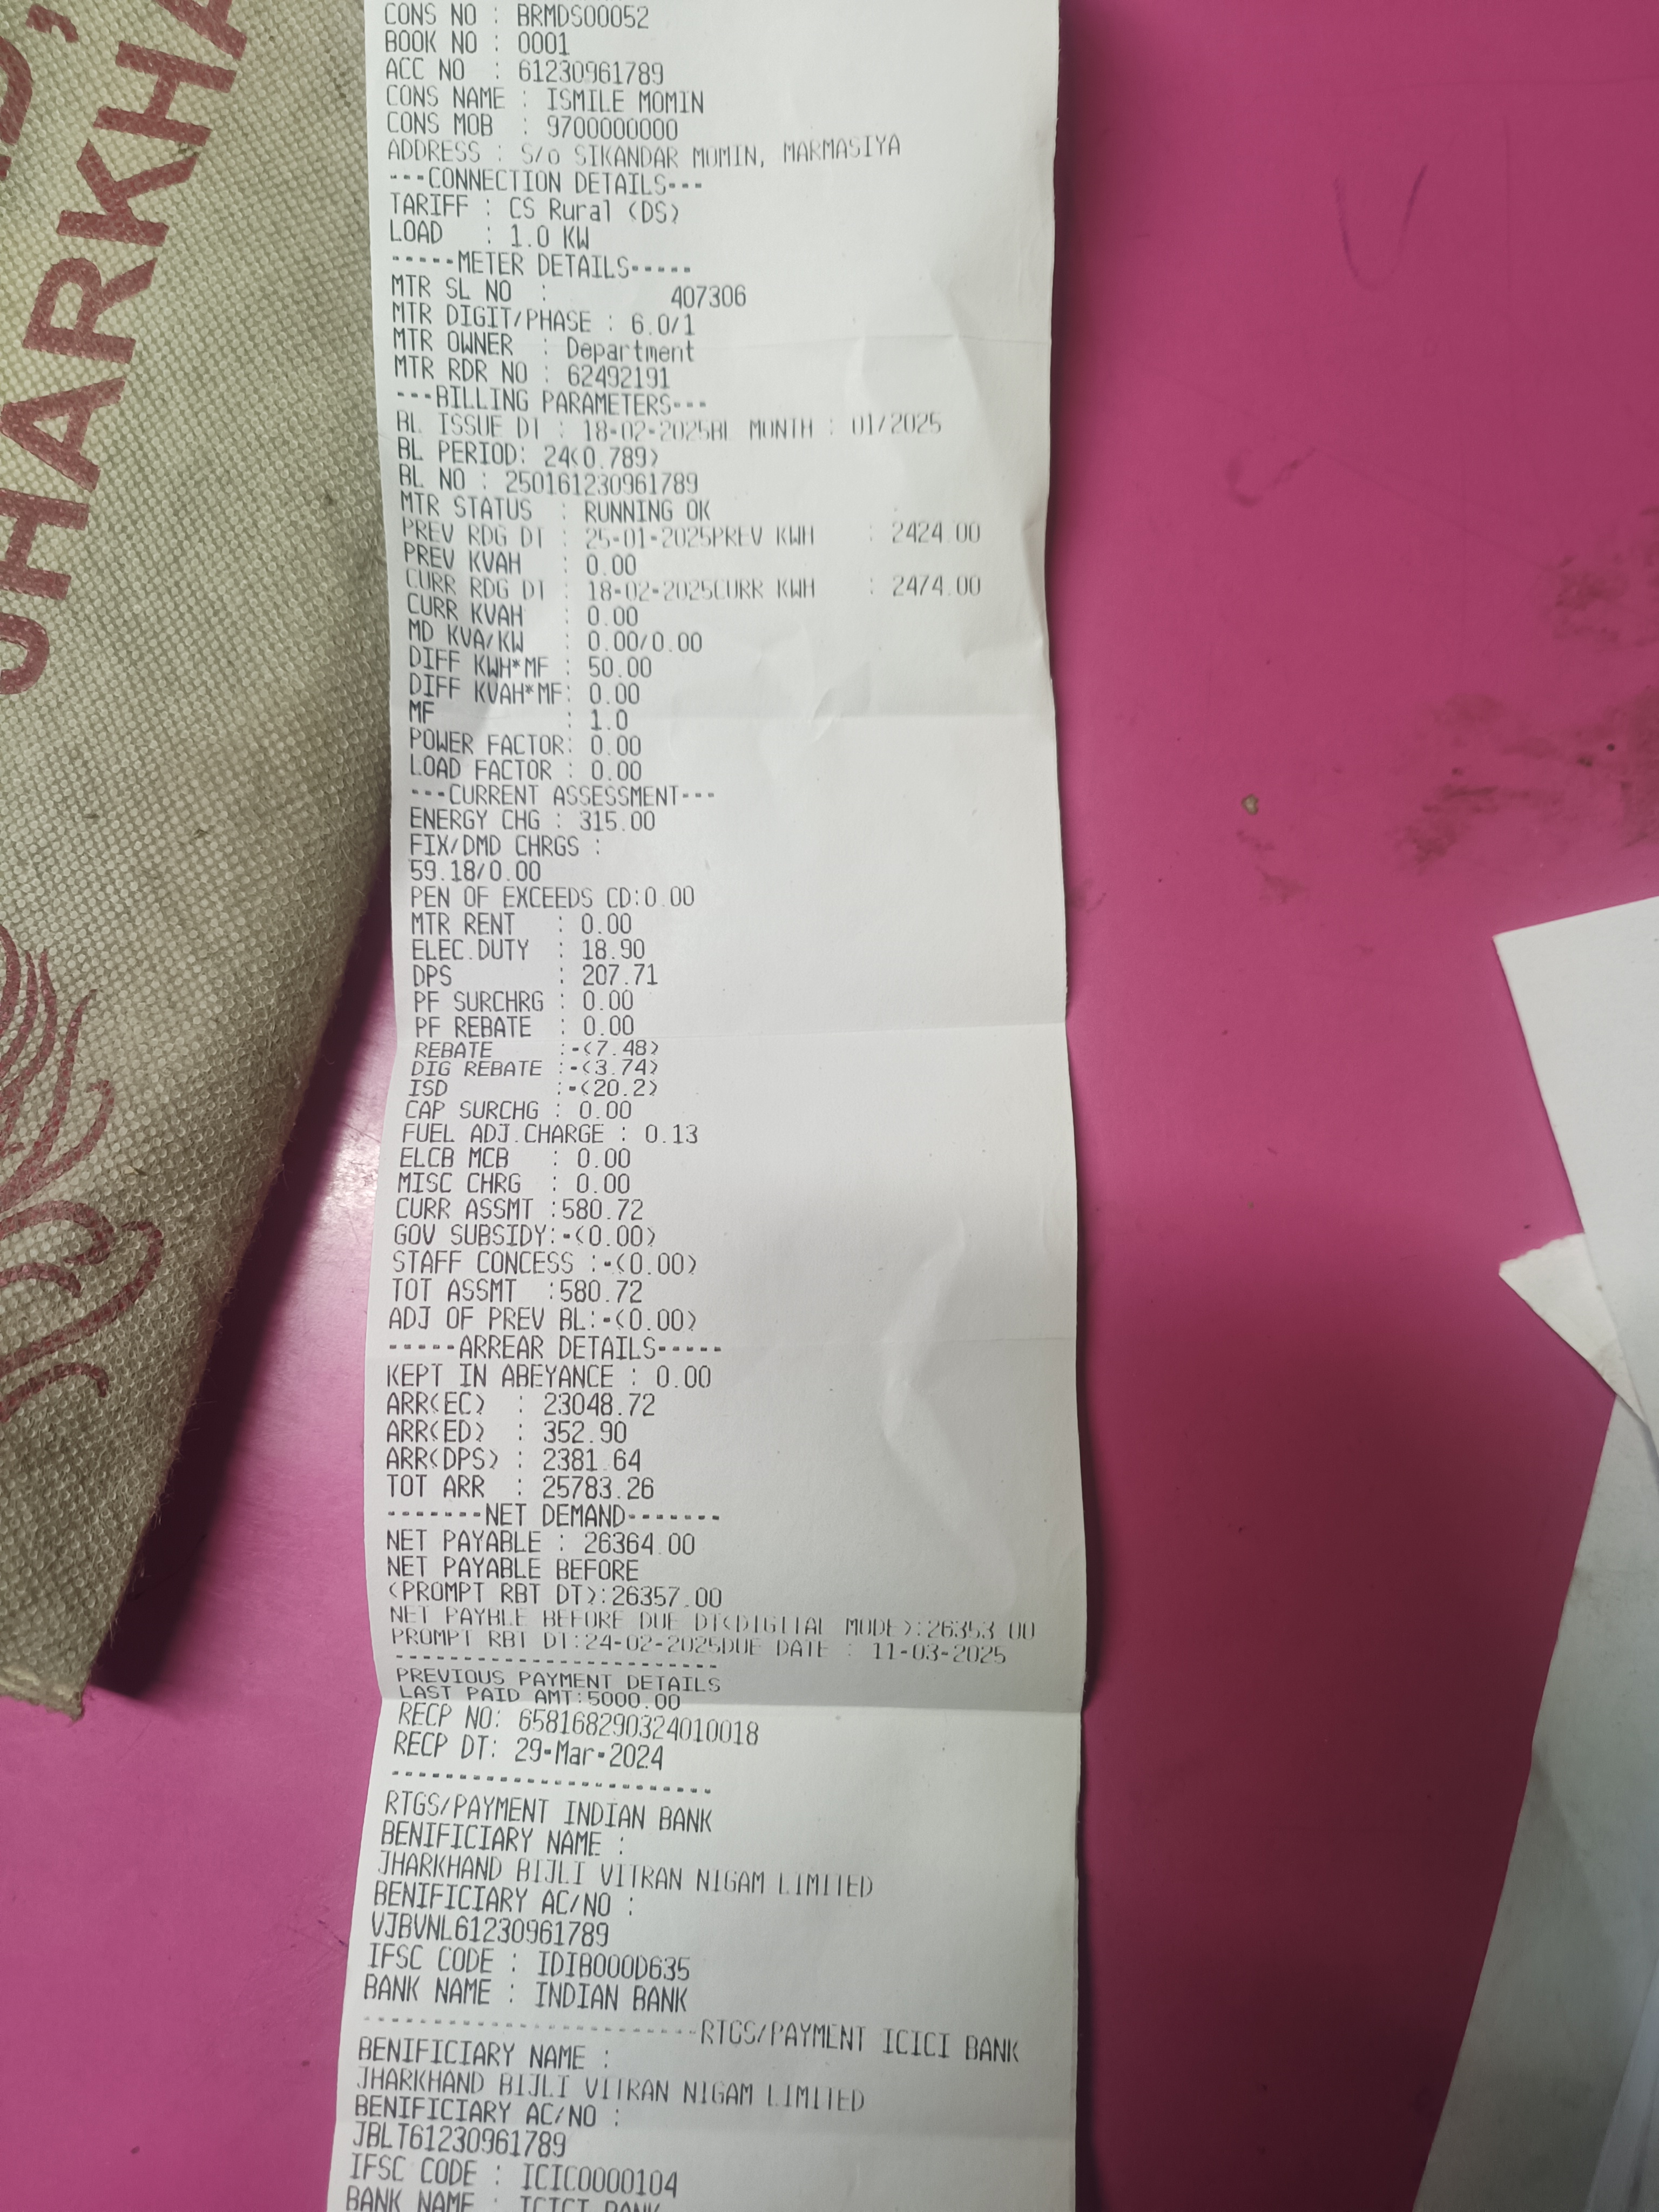 JHARKHA
CONS NO : BRMDS00052
BOOK NO : 0001
ACC NO : 61230961789
CONS NAME : ISMILE MOMIN
CONS MOB : 9700000000
ADDRESS : S/o SIKANDAR MOMIN, MARMASIYA
---CONNECTION DETAILS---
TARIFF : CS Rural (DS)
LOAD : 1.0 KW
-----METER DETAILS-----
MTR SL NO : 407306
MTR DIGIT/PHASE : 6.0/1
MTR OWNER : Department
MTR RDR NO : 62492191
---BILLING PARAMETERS---
BL ISSUE DT : 18-02-2025BL MONTH : 01/2025
BL PERIOD: 24(0.789)
BL NO : 250161230961789
MTR STATUS : RUNNING OK
PREV RDG DT : 25-01-2025PREV KWH : 2424.00
PREV KVAH : 0.00
CURR RDG DT : 18-02-2025CURR KWH : 2474.00
CURR KVAH : 0.00
MD KVA/KW : 0.00/0.00
DIFF KWH*MF : 50.00
DIFF KVAH*MF: 0.00
MF : 1.0
POWER FACTOR: 0.00
LOAD FACTOR : 0.00
---CURRENT ASSESSMENT---
ENERGY CHG : 315.00
FIX/DMD CHRGS :
59.18/0.00
PEN OF EXCEEDS CD:0.00
MTR RENT : 0.00
ELEC.DUTY : 18.90
DPS : 207.71
PF SURCHRG : 0.00
PF REBATE : 0.00
REBATE :-(7.48)
DIG REBATE :-(3.74)
ISD :-(20.2)
CAP SURCHG : 0.00
FUEL ADJ.CHARGE : 0.13
ELCB MCB : 0.00
MISC CHRG : 0.00
CURR ASSMT :580.72
GOV SUBSIDY:-(0.00)
STAFF CONCESS :-(0.00)
TOT ASSMT :580.72
ADJ OF PREV BL:-(0.00)
-----ARREAR DETAILS-----
KEPT IN ABEYANCE : 0.00
ARR(EC) : 23048.72
ARR(ED) : 352.90
ARR(DPS) : 2381.64
TOT ARR : 25783.26
-------NET DEMAND-------
NET PAYABLE : 26364.00
NET PAYABLE BEFORE
(PROMPT RBT DT):26357.00
NET PAYBLE BEFORE DUE DT(DIGITAL MODE):26353.00
PROMPT RBT DT:24-02-2025DUE DATE : 11-03-2025
------------------------
PREVIOUS PAYMENT DETAILS
LAST PAID AMT:5000.00
RECP NO: 658168290324010018
RECP DT: 29-Mar-2024
------------------------
RTGS/PAYMENT INDIAN BANK
BENIFICIARY NAME :
JHARKHAND BIJLI VITRAN NIGAM LIMITED
BENIFICIARY AC/NO :
VJBVNL61230961789
IFSC CODE : IDIB000D635
BANK NAME : INDIAN BANK
------------------------RTGS/PAYMENT ICICI BANK
BENIFICIARY NAME :
JHARKHAND BIJLI VITRAN NIGAM LIMITED
BENIFICIARY AC/NO :
JBLT61230961789
IFSC CODE : ICIC0000104
BANK NAME : ICICI BANK